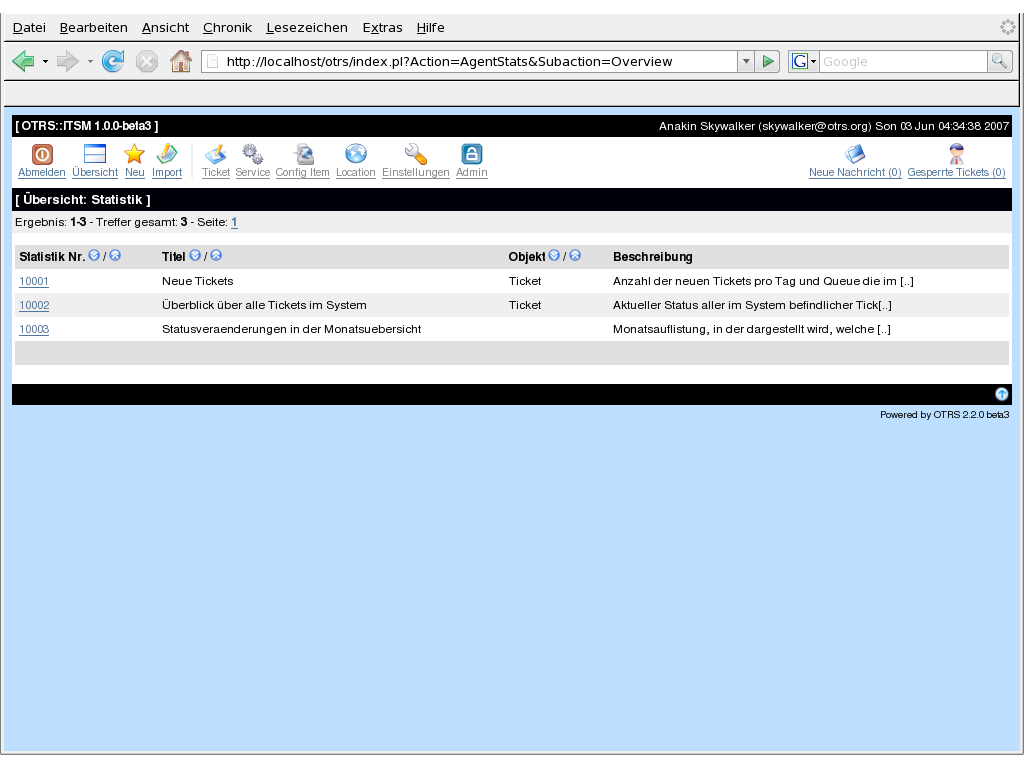 Datei Bearbeiten Ansicht Chronik Lesezeichen Extras Hilfe
http://localhost/otrs/index.pl?Action=AgentStats&Subaction=Overview G Google
[ OTRS::ITSM 1.0.0-beta3 ] Anakin Skywalker (skywalker@otrs.org) Son 03 Jun 04:34:38 2007
Abmelden Übersicht Neu Import Ticket Service Config Item Location Einstellungen Admin Neue Nachricht (0) Gesperrte Tickets (0)
[ Übersicht: Statistik ]
Ergebnis: 1-3 - Treffer gesamt: 3 - Seite: 1
Statistik Nr. / Titel / Objekt / Beschreibung
10001 Neue Tickets Ticket Anzahl der neuen Tickets pro Tag und Queue die im [..]
10002 Überblick über alle Tickets im System Ticket Aktueller Status aller im System befindlicher Tick[..]
10003 Statusveraenderungen in der Monatsuebersicht Monatsauflistung, in der dargestellt wird, welche [..]
Powered by OTRS 2.2.0 beta3